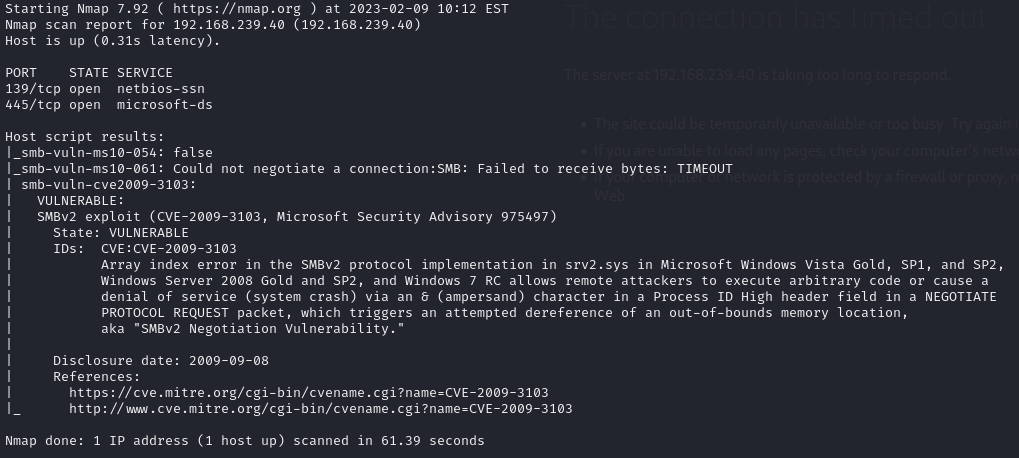 Starting Nmap 7.92 ( https://nmap.org ) at 2023-02-09 10:12 EST
Nmap scan report for 192.168.239.40 (192.168.239.40)
Host is up (0.31s latency).
PORT    STATE SERVICE
139/tcp open  netbios-ssn
445/tcp open  microsoft-ds
Host script results:
|_smb-vuln-ms10-054: false
|_smb-vuln-ms10-061: Could not negotiate a connection:SMB: Failed to receive bytes: TIMEOUT
| smb-vuln-cve2009-3103:
|   VULNERABLE:
|   SMBv2 exploit (CVE-2009-3103, Microsoft Security Advisory 975497)
|     State: VULNERABLE
|     IDs:  CVE:CVE-2009-3103
|           Array index error in the SMBv2 protocol implementation in srv2.sys in Microsoft Windows Vista Gold, SP1, and SP2,
|           Windows Server 2008 Gold and SP2, and Windows 7 RC allows remote attackers to execute arbitrary code or cause a
|           denial of service (system crash) via an & (ampersand) character in a Process ID High header field in a NEGOTIATE
|           PROTOCOL REQUEST packet, which triggers an attempted dereference of an out-of-bounds memory location,
|           aka "SMBv2 Negotiation Vulnerability."
|
|     Disclosure date: 2009-09-08
|     References:
|       https://cve.mitre.org/cgi-bin/cvename.cgi?name=CVE-2009-3103
|_      http://www.cve.mitre.org/cgi-bin/cvename.cgi?name=CVE-2009-3103
Nmap done: 1 IP address (1 host up) scanned in 61.39 seconds
The connection has timed out
The server at 192.168.239.40 is taking too long to respond.
The site could be temporarily unavailable or too busy. Try again
If you are unable to load any pages, check your computer's
If your computer or network is protected by a firewall or proxy,
Web.